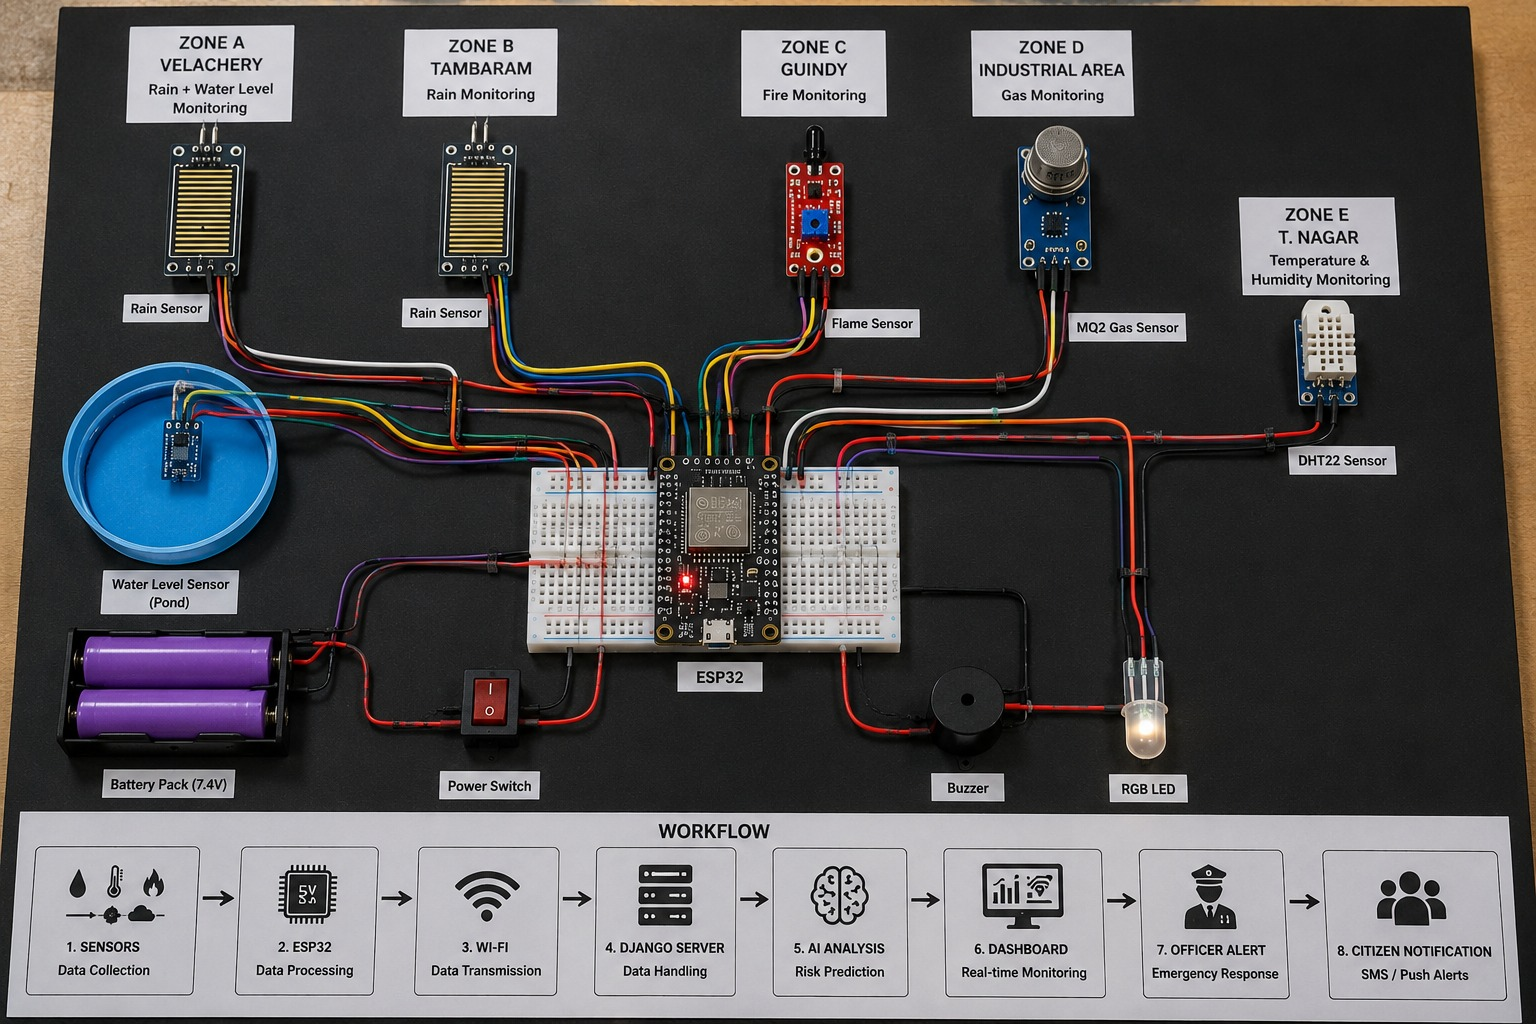 ZONE A
VELACHERY
Rain + Water Level
Monitoring
ZONE B
TAMBARAM
Rain Monitoring
ZONE C
GUINDY
Fire Monitoring
ZONE D
INDUSTRIAL AREA
Gas Monitoring
ZONE E
T. NAGAR
Temperature &
Humidity Monitoring
Rain Sensor
Rain Sensor
Flame Sensor
MQ2 Gas Sensor
DHT22 Sensor
Water Level Sensor
(Pond)
ESP32
Battery Pack (7.4V)
Power Switch
Buzzer
RGB LED
WORKFLOW
1. SENSORS
Data Collection
2. ESP32
Data Processing
3. WI-FI
Data Transmission
4. DJANGO SERVER
Data Handling
5. AI ANALYSIS
Risk Prediction
6. DASHBOARD
Real-time Monitoring
7. OFFICER ALERT
Emergency Response
8. CITIZEN NOTIFICATION
SMS / Push Alerts